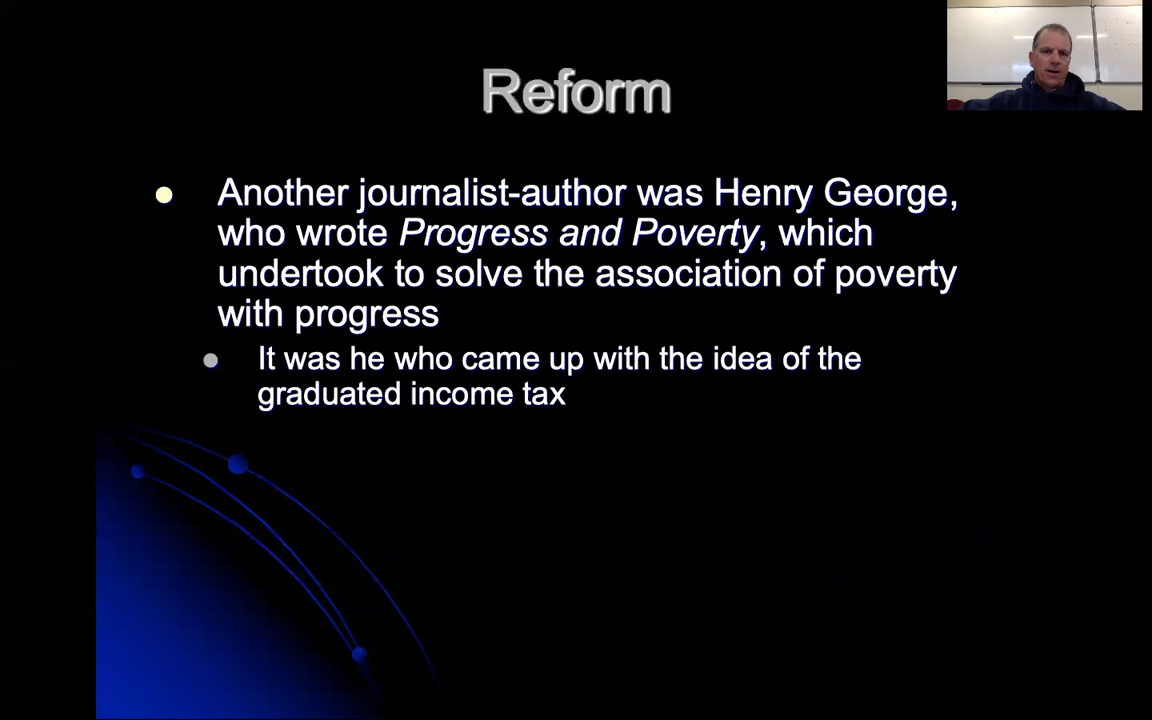 Reform
Another journalist-author was Henry George,
who wrote Progress and Poverty, which
undertook to solve the association of poverty
with progress
It was he who came up with the idea of the
graduated income tax